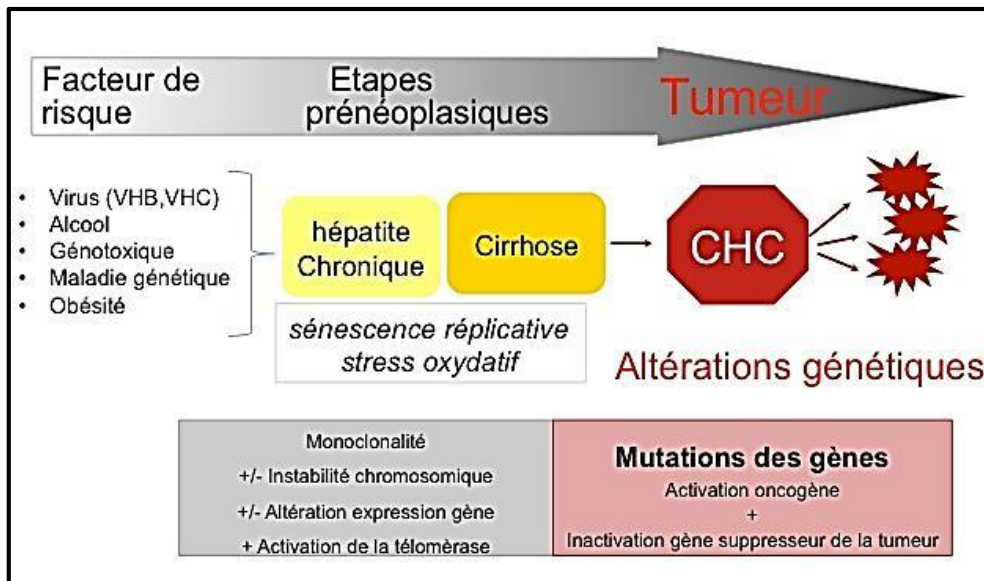 Facteur de
risque
Etapes
prénéoplasiques
Tumeur
• Virus (VHB,VHC)
• Alcool
• Génotoxique
• Maladie génétique
• Obésité
hépatite
Chronique
Cirrhose
CHC
sénescence réplicative
stress oxydatif
Altérations génétiques
Monoclonalité
+/- Instabilité chromosomique
+/- Altération expression gène
+ Activation de la télomèrase
Mutations des gènes
Activation oncogène
+
Inactivation gène suppresseur de la tumeur